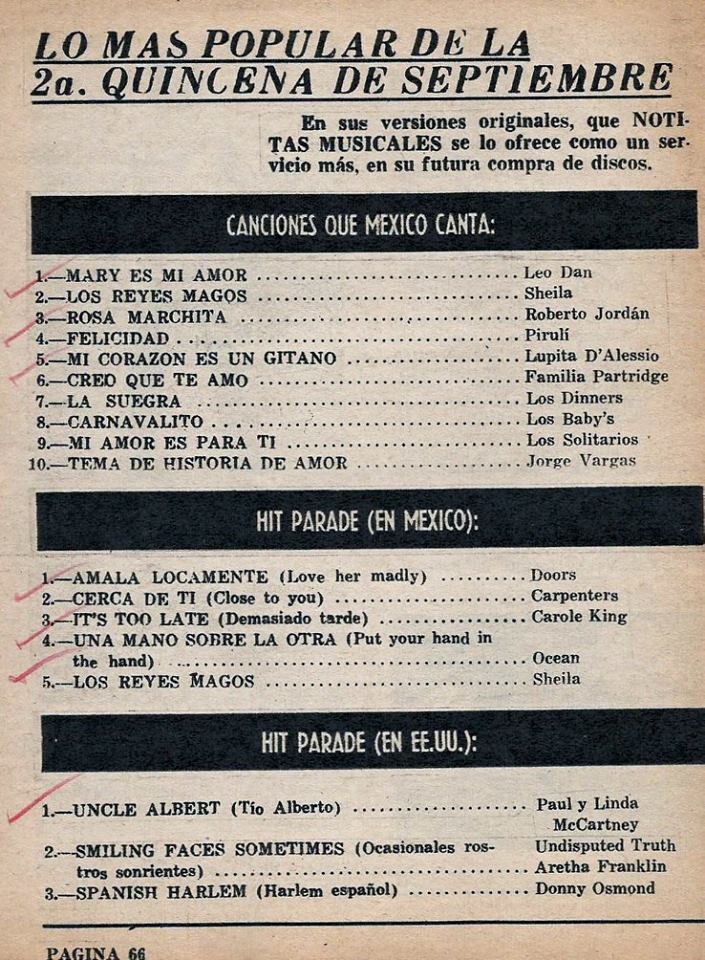 LO MAS POPULAR DE LA
2a. QUINCENA DE SEPTIEMBRE
En sus versiones originales, que NOTI-
TAS MUSICALES se lo ofrece como un ser-
vicio más, en su futura compra de discos.
CANCIONES QUE MEXICO CANTA:
1.—MARY ES MI AMOR .......................... Leo Dan
2.—LOS REYES MAGOS .......................... Sheila
3.—ROSA MARCHITA ............................ Roberto Jordán
4.—FELICIDAD ................................ Pirulí
5.—MI CORAZON ES UN GITANO .................. Lupita D'Alessio
6.—CREO QUE TE AMO .......................... Familia Partridge
7.—LA SUEGRA ................................ Los Dinners
8.—CARNAVALITO .............................. Los Baby's
9.—MI AMOR ES PARA TI ....................... Los Solitarios
10.—TEMA DE HISTORIA DE AMOR ................ Jorge Vargas
HIT PARADE (EN MEXICO):
1.—AMALA LOCAMENTE (Love her madly) .......... Doors
2.—CERCA DE TI (Close to you) ................ Carpenters
3.—IT'S TOO LATE (Demasiado tarde) ........... Carole King
4.—UNA MANO SOBRE LA OTRA (Put your hand in
the hand) .................................... Ocean
5.—LOS REYES MAGOS ........................... Sheila
HIT PARADE (EN EE.UU.):
1.—UNCLE ALBERT (Tío Alberto) ................ Paul y Linda
McCartney
2.—SMILING FACES SOMETIMES (Ocasionales ros- Undisputed Truth
tros sonrientes) ............................. Aretha Franklin
3.—SPANISH HARLEM (Harlem español) ........... Donny Osmond
PAGINA 66